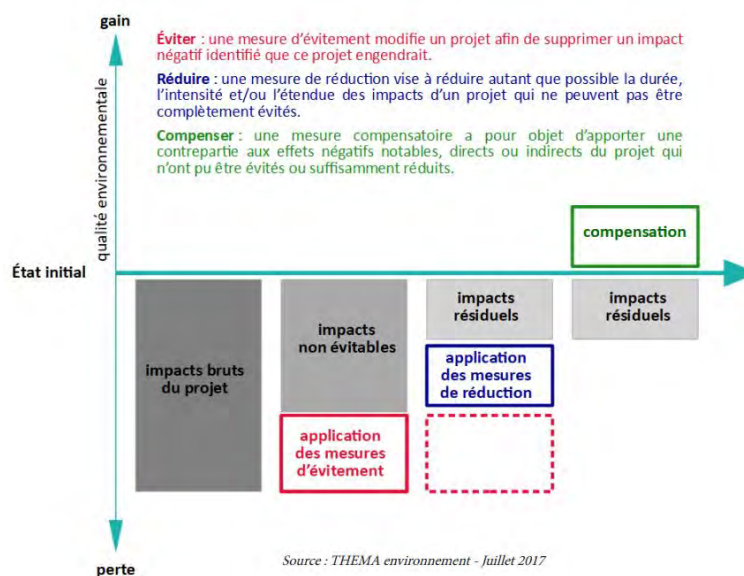 gain
Éviter : une mesure d'évitement modifie un projet afin de supprimer un impact
négatif identifié que ce projet engendrait.
Réduire : une mesure de réduction vise à réduire autant que possible la durée,
l'intensité et/ou l'étendue des impacts d'un projet qui ne peuvent pas être
complètement évités.
Compenser : une mesure compensatoire a pour objet d'apporter une
contrepartie aux effets négatifs notables, directs ou indirects du projet qui
n'ont pu être évités ou suffisamment réduits.
qualité environnementale
compensation
État initial
impacts bruts
du projet
impacts
non évitables
application
des mesures
d'évitement
impacts
résiduels
application
des mesures
de réduction
impacts
résiduels
Source : THEMA environnement - Juillet 2017
perte